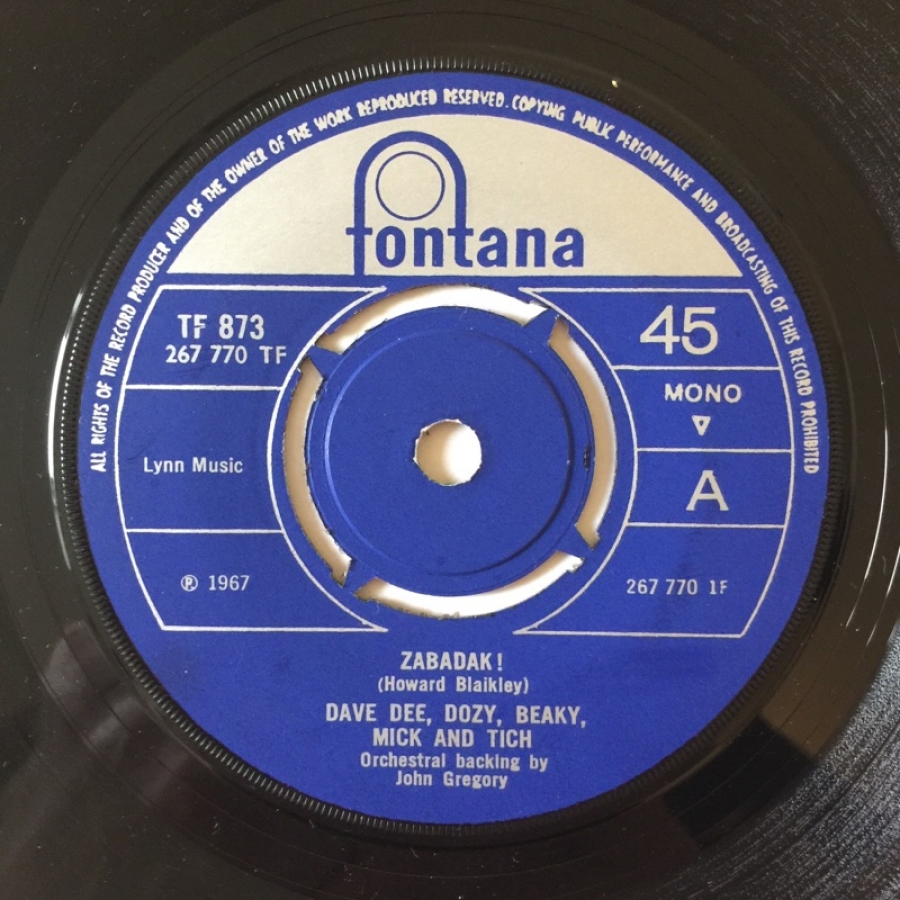 ALL RIGHTS OF THE RECORD PRODUCER AND OF THE OWNER OF THE WORK REPRODUCED RESERVED. COPYING, PUBLIC PERFORMANCE AND BROADCASTING OF THIS RECORD PROHIBITED
fontana
TF 873
267 770 TF
45
MONO
Lynn Music
A
℗ 1967
267 770 1F
ZABADAK!
(Howard Blaikley)
DAVE DEE, DOZY, BEAKY,
MICK AND TICH
Orchestral backing by
John Gregory